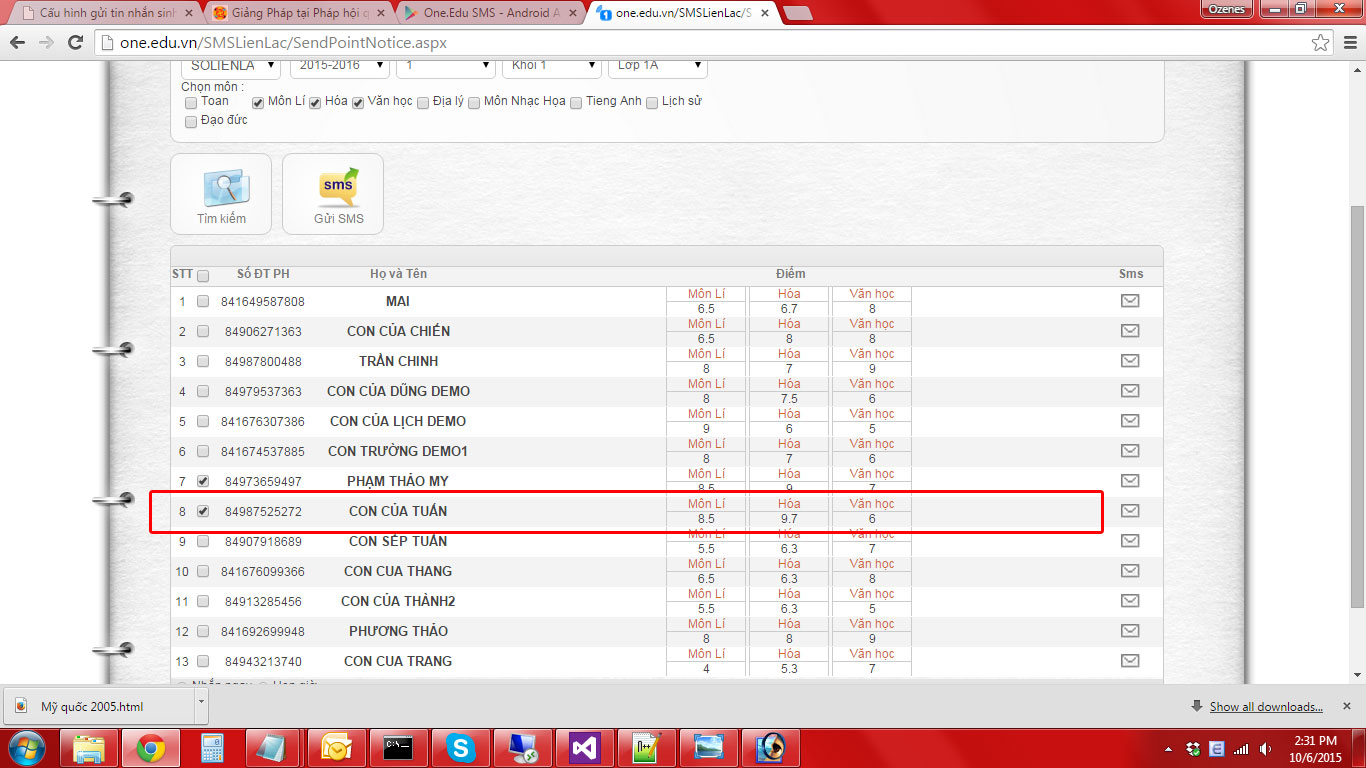 Cấu hình gửi tin nhắn sinh
Giảng Pháp tại Pháp hội q
One.Edu SMS - Android A
one.edu.vn/SMSLienLac/S
Ozenes
one.edu.vn/SMSLienLac/SendPointNotice.aspx
SOLIENLA 2015-2016 1 Khối 1 Lớp 1A
Chọn môn :
Toan Môn Lí Hóa Văn học Địa lý Môn Nhạc Họa Tieng Anh Lịch sử
Đạo đức
sms
Tìm kiếm Gửi SMS
STT Số ĐT PH Họ và Tên Điểm Sms
Môn Lí Hóa Văn học
1 841649587808 MAI
6.5 6.7 8
Môn Lí Hóa Văn học
2 84906271363 CON CỦA CHIẾN
6.5 8 8
Môn Lí Hóa Văn học
3 84987800488 TRẦN CHINH
8 7 9
Môn Lí Hóa Văn học
4 84979537363 CON CỦA DŨNG DEMO
8 7.5 6
Môn Lí Hóa Văn học
5 841676307386 CON CỦA LỊCH DEMO
9 6 5
Môn Lí Hóa Văn học
6 841674537885 CON TRƯỜNG DEMO1
8 7 6
Môn Lí Hóa Văn học
7 84973659497 PHẠM THẢO MY
8.5 9 7
Môn Lí Hóa Văn học
8 84987525272 CON CỦA TUẤN
8.5 9.7 6
Môn Lí Hóa Văn học
9 84907918689 CON SẾP TUẤN
5.5 6.3 7
Môn Lí Hóa Văn học
10 841676099366 CON CUA THANG
6.5 6.3 8
Môn Lí Hóa Văn học
11 84913285456 CON CỦA THÀNH2
5.5 6.3 5
Môn Lí Hóa Văn học
12 841692699948 PHƯƠNG THẢO
8 8 9
Môn Lí Hóa Văn học
13 84943213740 CON CUA TRANG
4 5.3 7
Nhắn ngay Hẹn giờ
Mỹ quốc 2005.html
Show all downloads...
2:31 PM
10/6/2015